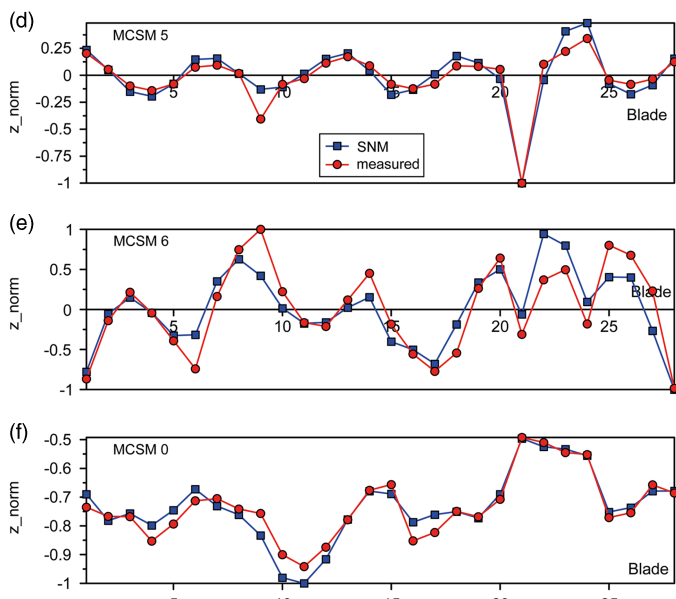 (d)
MCSM 5
0.25
0
-0.25
-0.5
-0.75
-1
z_norm
5
10
15
20
25
Blade
SNM
measured
(e)
MCSM 6
1
0.5
0
-0.5
-1
z_norm
5
10
15
20
25
Blade
(f)
MCSM 0
-0.5
-0.6
-0.7
-0.8
-0.9
-1
z_norm
Blade